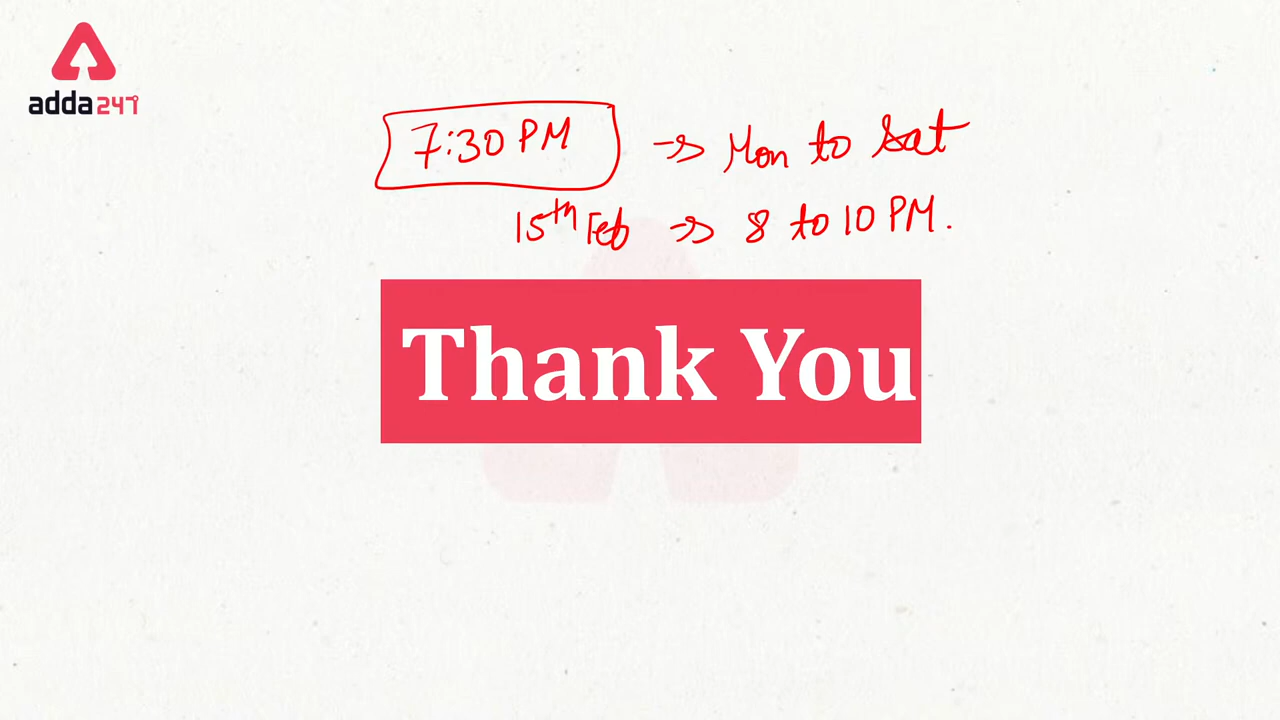 adda247
7:30 PM → Mon to Sat
15th Feb → 8 to 10 PM.
Thank You